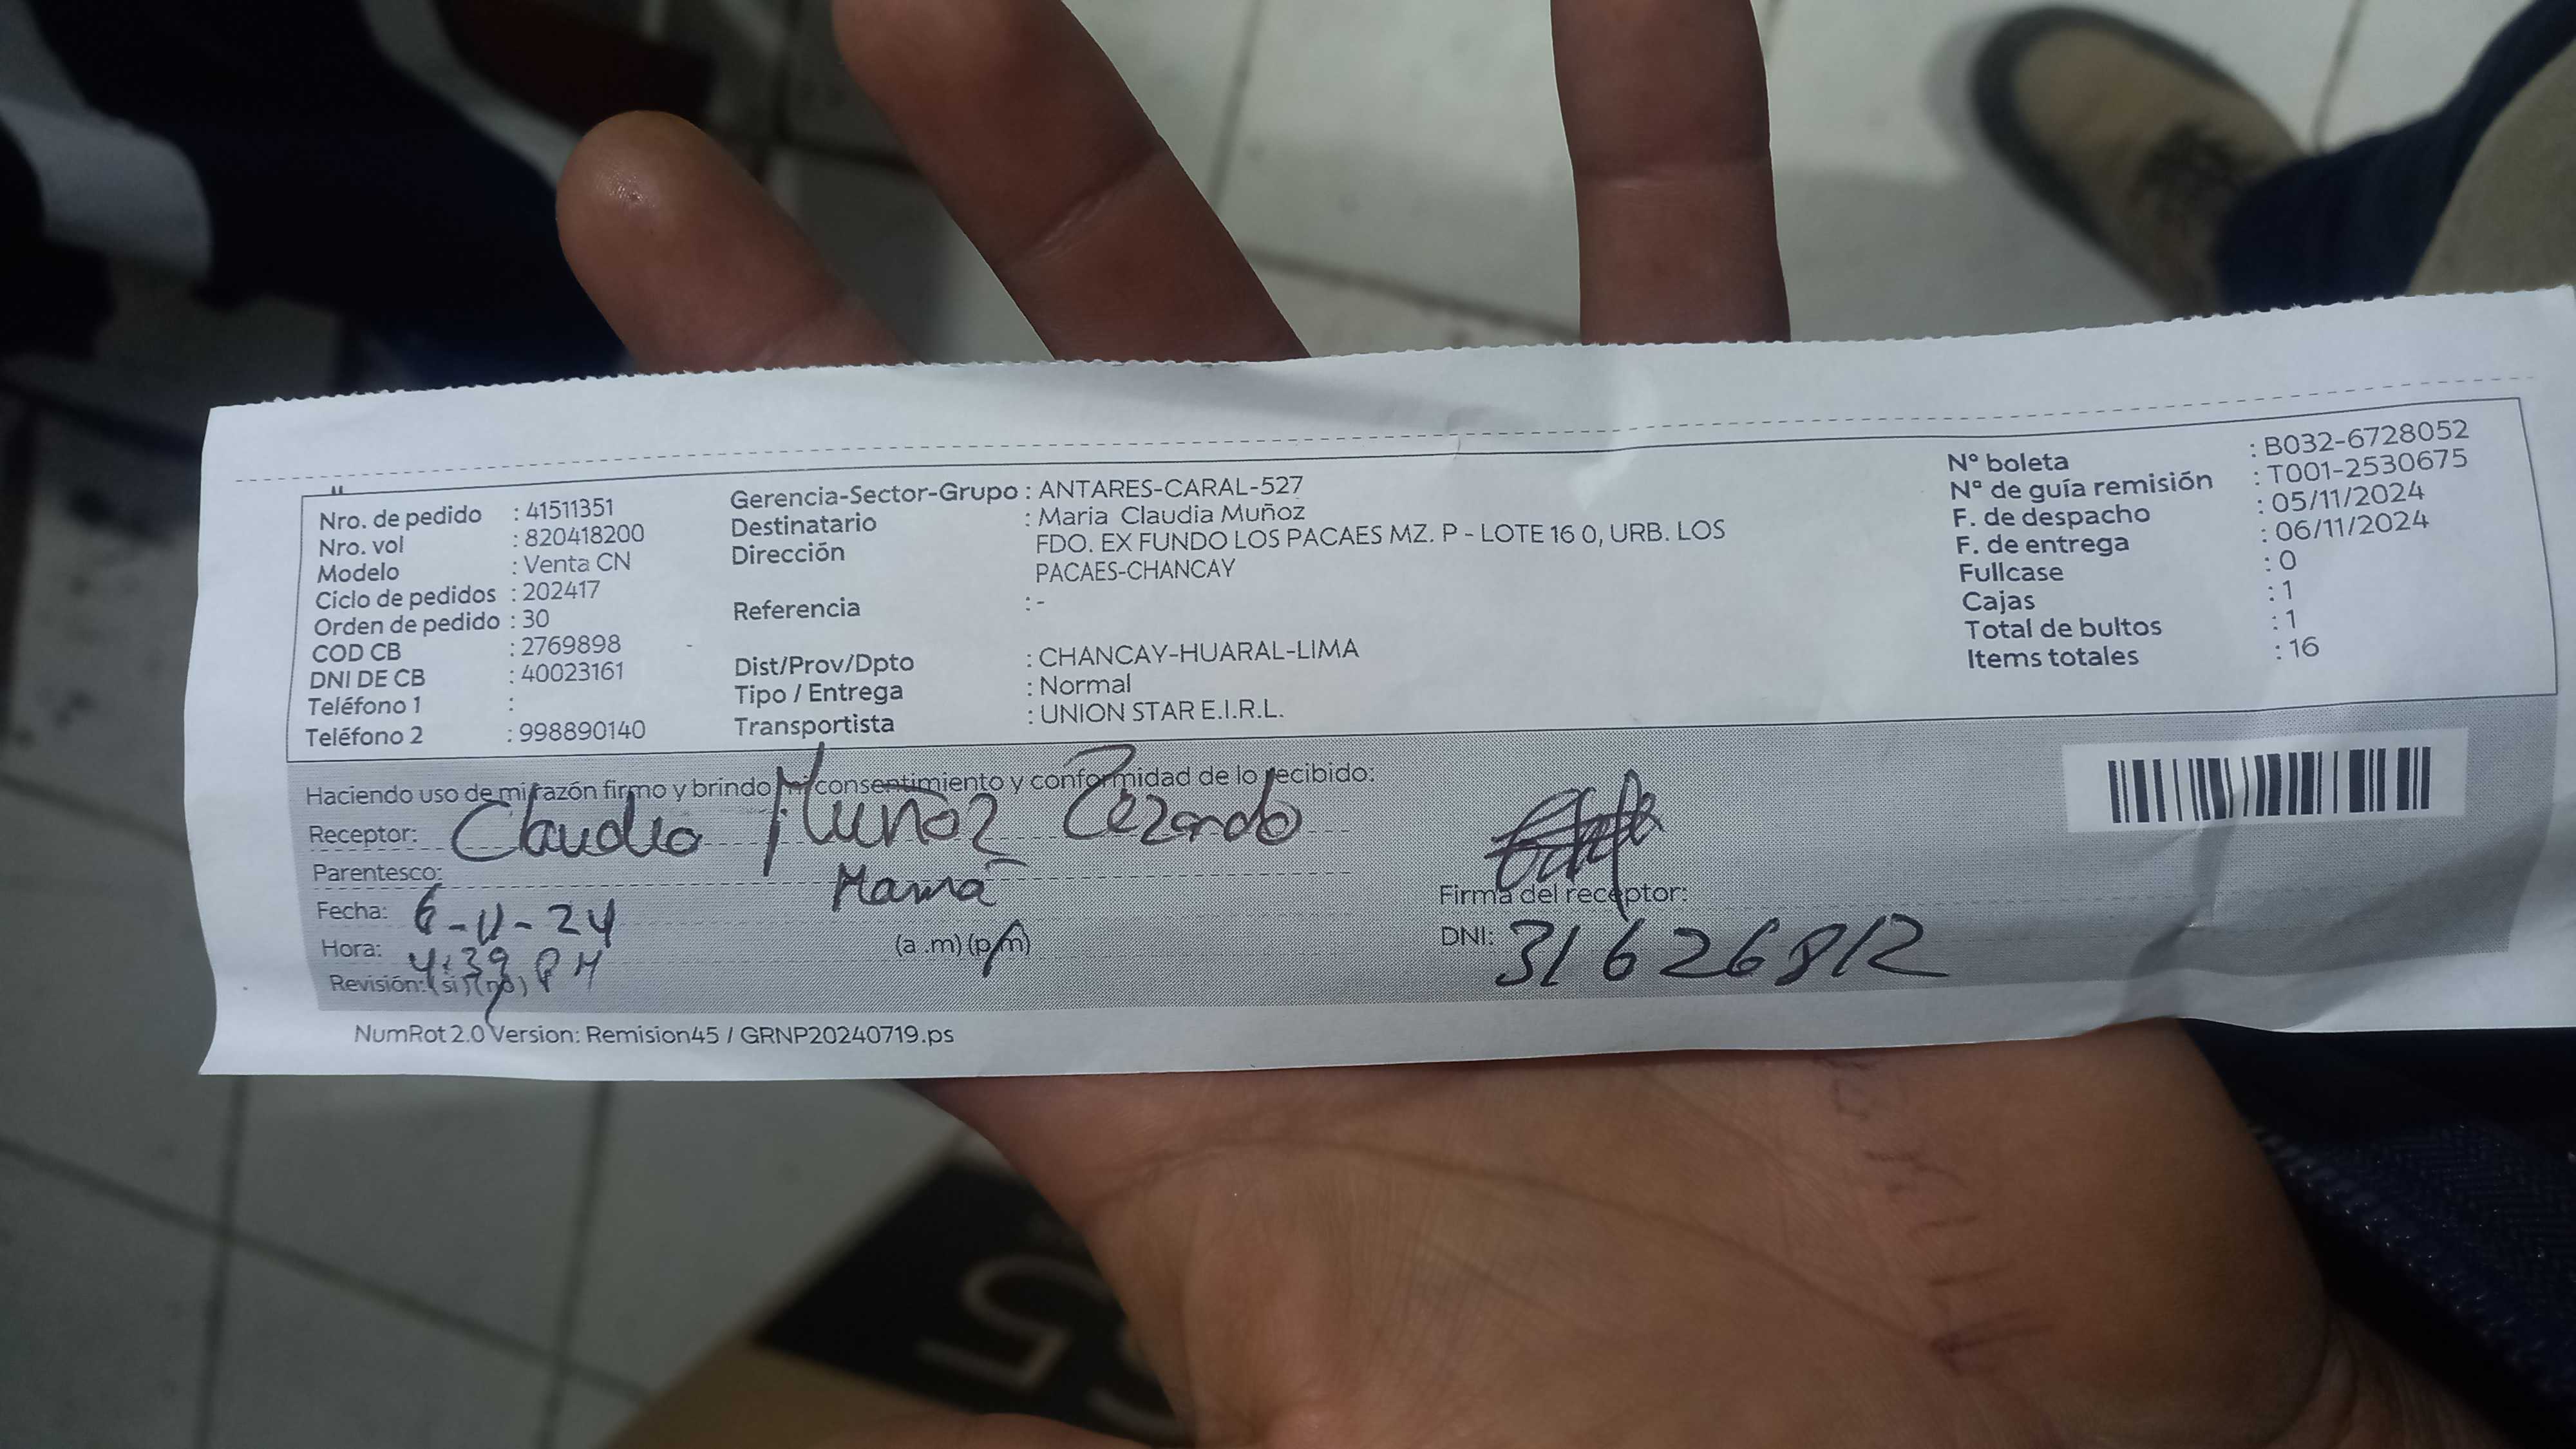 Nro. de pedido : 41511351
Nro. vol : 820418200
Modelo : Venta CN
Ciclo de pedidos : 202417
Orden de pedido : 30
COD CB : 2769898
DNI DE CB : 40023161
Teléfono 1 :
Teléfono 2 : 998890140
Gerencia-Sector-Grupo : ANTARES-CARAL-527
Destinatario : Maria Claudia Muñoz
Dirección : FDO. EX FUNDO LOS PACAES MZ. P - LOTE 16 0, URB. LOS
PACAES-CHANCAY
Referencia : -
Dist/Prov/Dpto : CHANCAY-HUARAL-LIMA
Tipo / Entrega : Normal
Transportista : UNION STAR E.I.R.L.
N° boleta : B032-6728052
N° de guía remisión : T001-2530675
F. de despacho : 05/11/2024
F. de entrega : 06/11/2024
Fullcase : 0
Cajas : 1
Total de bultos : 1
Items totales : 16
Haciendo uso de mi razón firmo y brindo mi consentimiento y conformidad de lo recibido:
Receptor: Claudio Muñoz
Parentesco: Mamá
Fecha: 6-11-24
Hora: 4:39 PM (a .m) (p.m)
Revisión: (si) (no)
Firma del receptor:
DNI: 31626812
NumRot 2.0 Version: Remision45 / GRNP20240719.ps